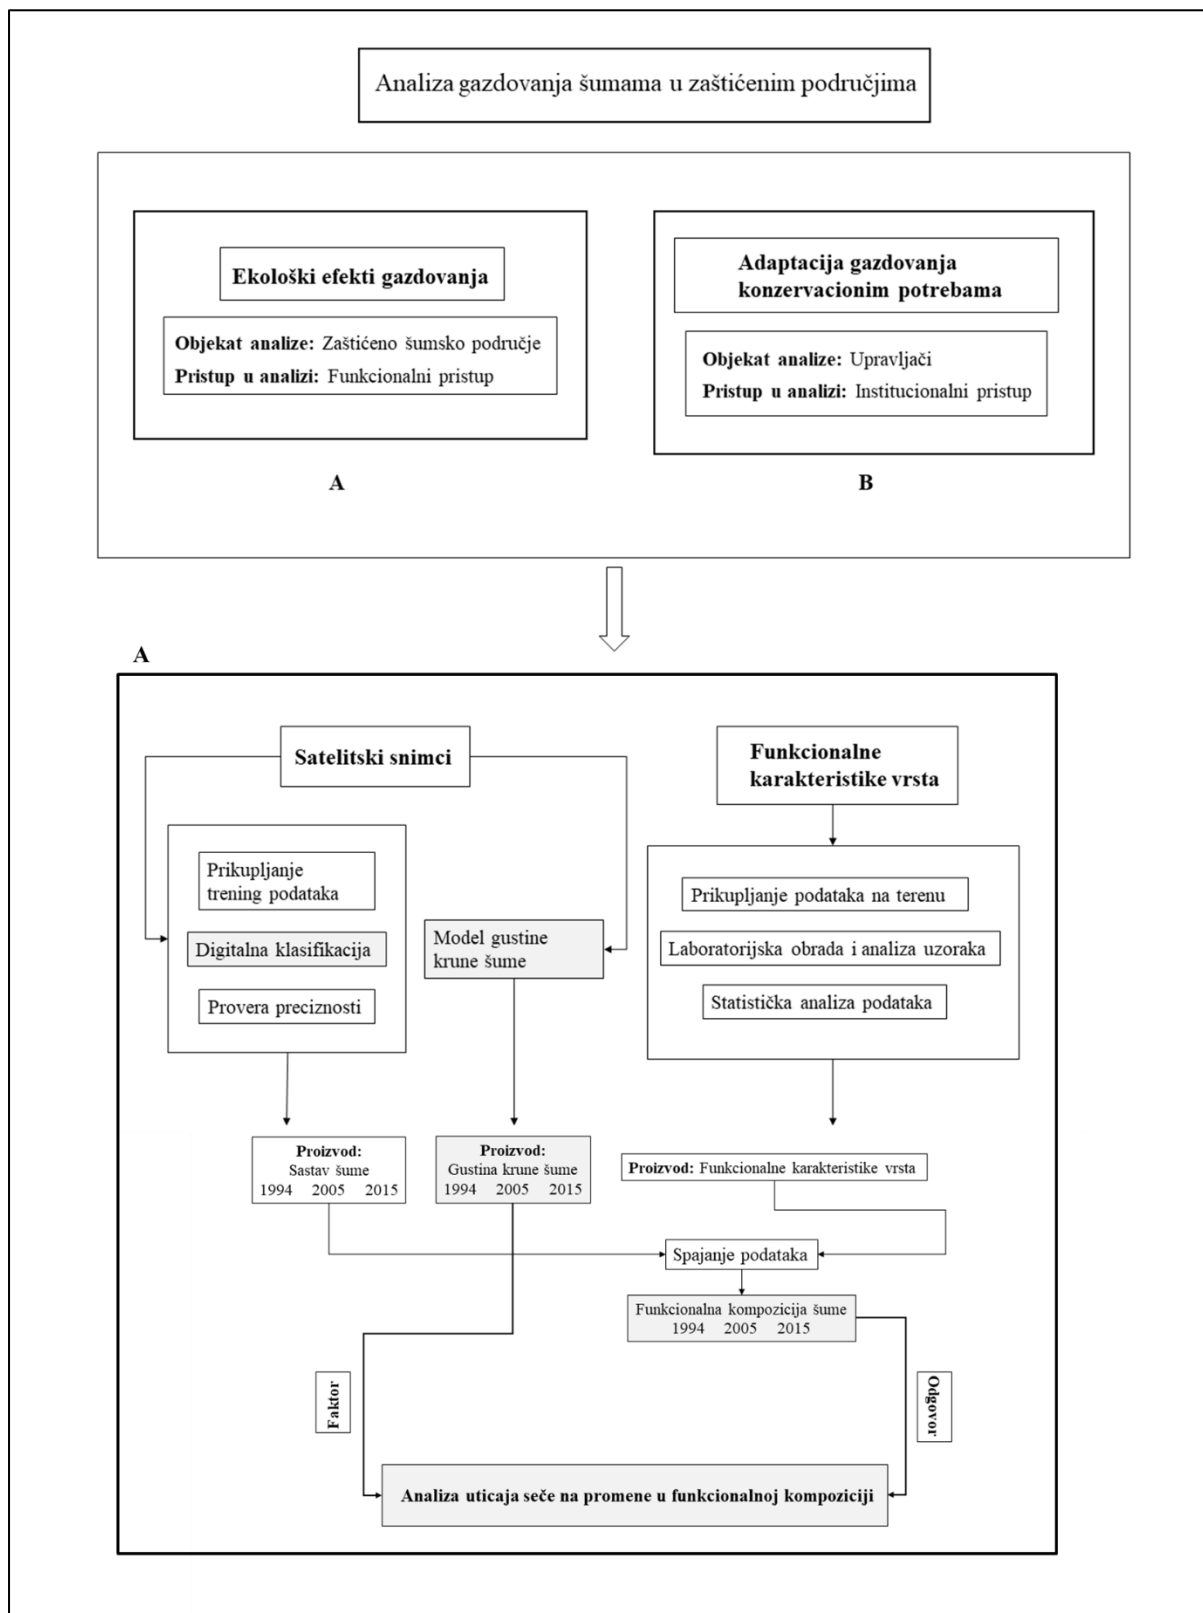 Analiza gazdovanja šumama u zaštićenim područjima
Ekološki efekti gazdovanja
Objekat analize: Zaštićeno šumsko područje
Pristup u analizi: Funkcionalni pristup
A
Adaptacija gazdovanja
konzervacionim potrebama
Objekat analize: Upravljači
Pristup u analizi: Institucionalni pristup
B
A
Satelitski snimci
Funkcionalne
karakteristike vrsta
Prikupljanje
trening podataka
Digitalna klasifikacija
Provera preciznosti
Model gustine
krune šume
Prikupljanje podataka na terenu
Laboratorijska obrada i analiza uzoraka
Statistička analiza podataka
Proizvod:
Sastav šume
1994 2005 2015
Proizvod:
Gustina krune šume
1994 2005 2015
Proizvod: Funkcionalne karakteristike vrsta
Spajanje podataka
Funkcionalna kompozicija šume
1994 2005 2015
Faktor
Odgovor
Analiza uticaja seče na promene u funkcionalnoj kompoziciji